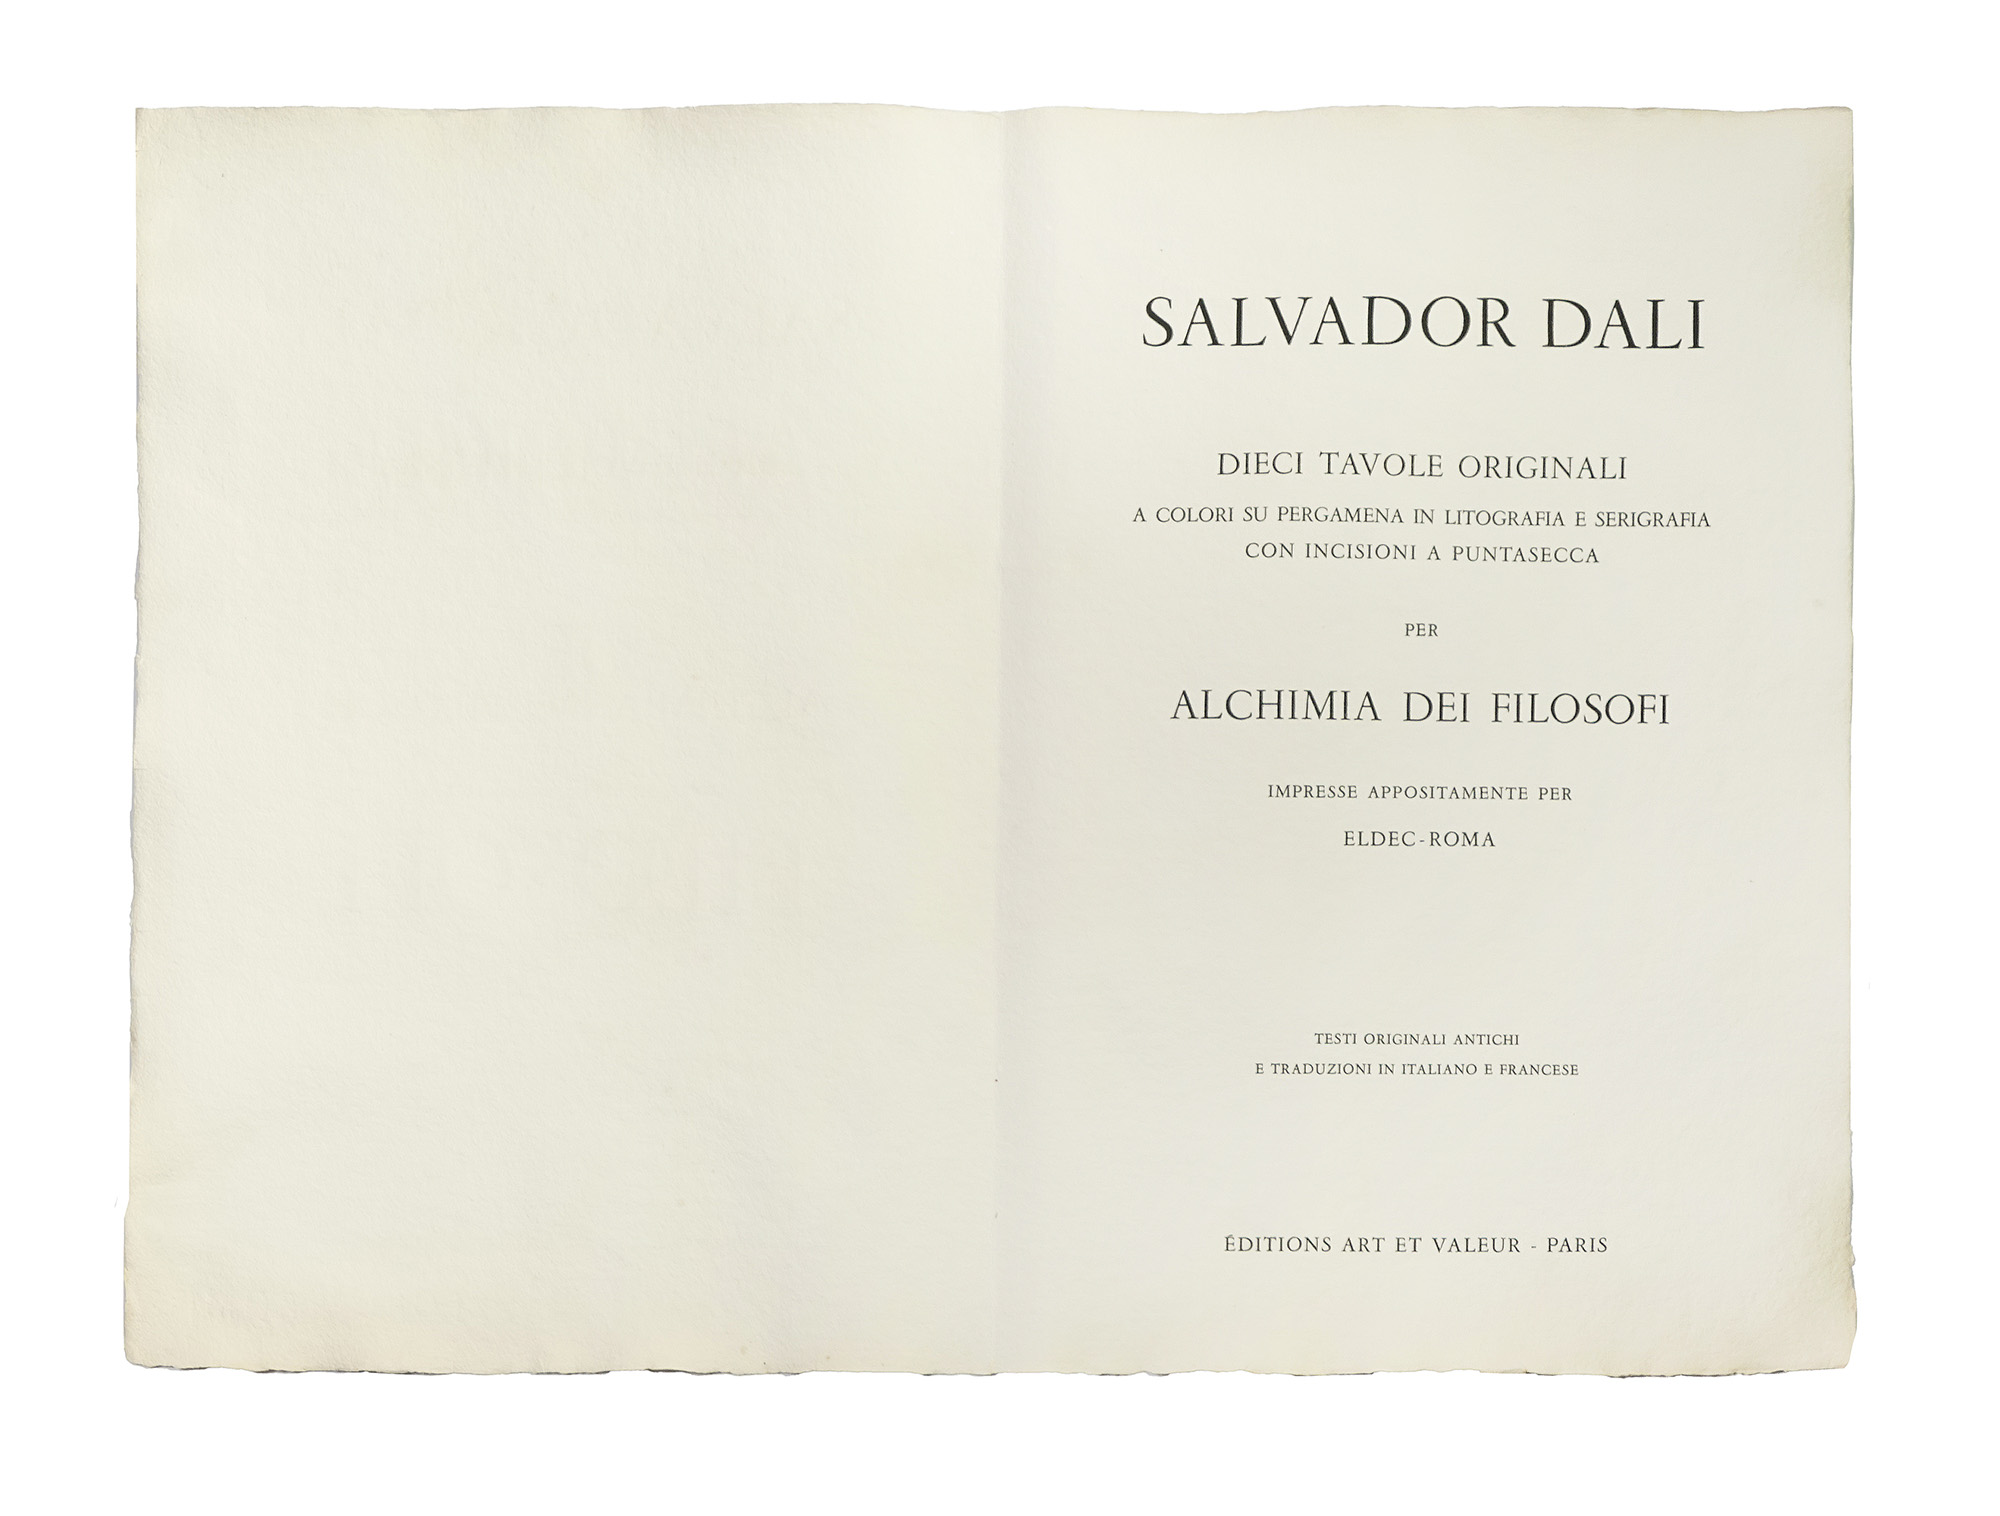 SALVADOR DALI
DIECI TAVOLE ORIGINALI
A COLORI SU PERGAMENA IN LITOGRAFIA E SERIGRAFIA
CON INCISIONI A PUNTASECCA
PER
ALCHIMIA DEI FILOSOFI
IMPRESSE APPOSITAMENTE PER
ELDEC-ROMA
TESTI ORIGINALI ANTICHI
E TRADUZIONI IN ITALIANO E FRANCESE
ÉDITIONS ART ET VALEUR - PARIS